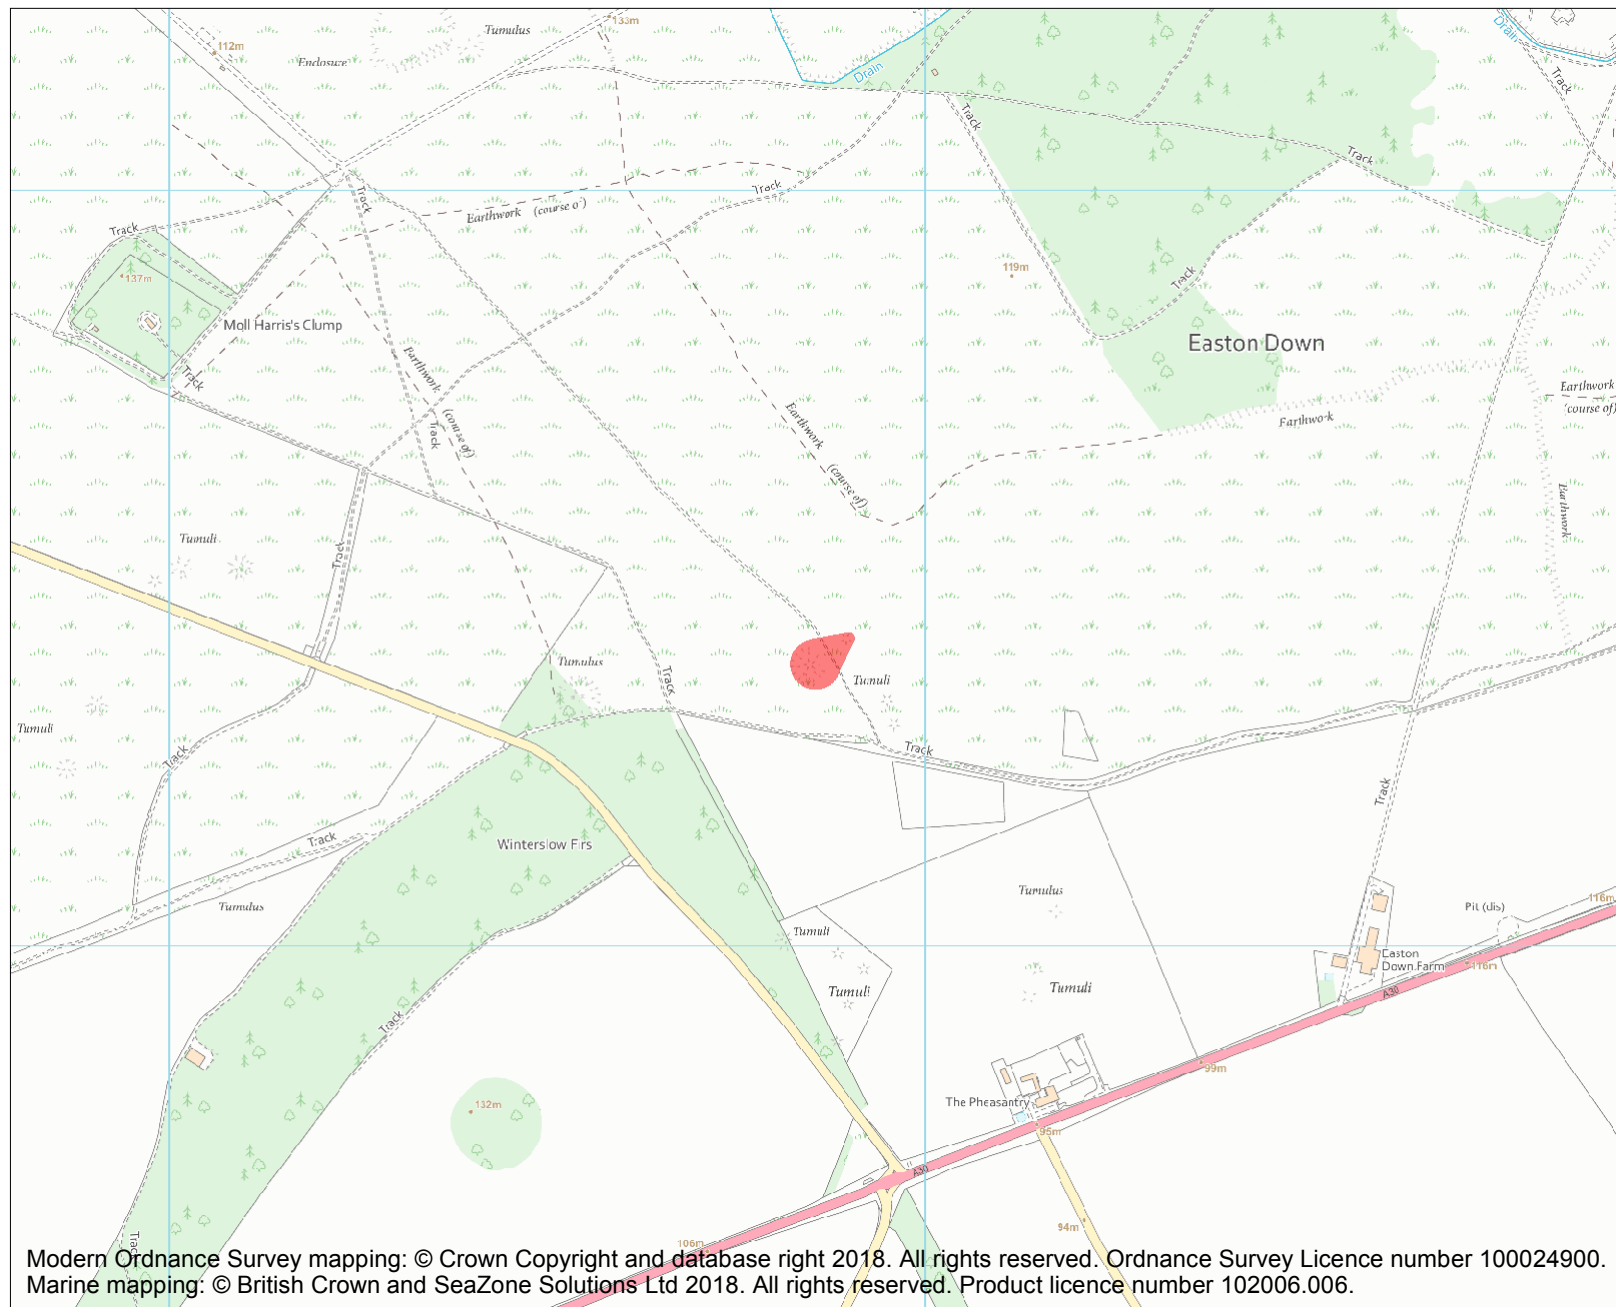 Tumulus
133m
112m
Enclosure
Drain
Drain
Track
Track
Track
Track
Track
Earthwork (course of)
Track
Track
137m
119m
Track
Moll Harris's Clump
Easton Down
Track
Earthwork
(course of)
Track
Earthwork
(course of)
Earthwork
Earthwork
(course of)
Earthwork
Tumuli
Track
Tumulus
Track
Tumuli
Tumuli
Track
Track
Track
Track
Winterslow Firs
Tumulus
Tumulus
Pit (dis)
116m
Tumuli
Easton
Down Farm
116m
Tumuli
Tumuli
A30
Track
99m
The Pheasantry
132m
95m
A30
94m
106m
Track
Modern Ordnance Survey mapping: © Crown Copyright and database right 2018. All rights reserved. Ordnance Survey Licence number 100024900.
Marine mapping: © British Crown and SeaZone Solutions Ltd 2018. All rights reserved. Product licence number 102006.006.